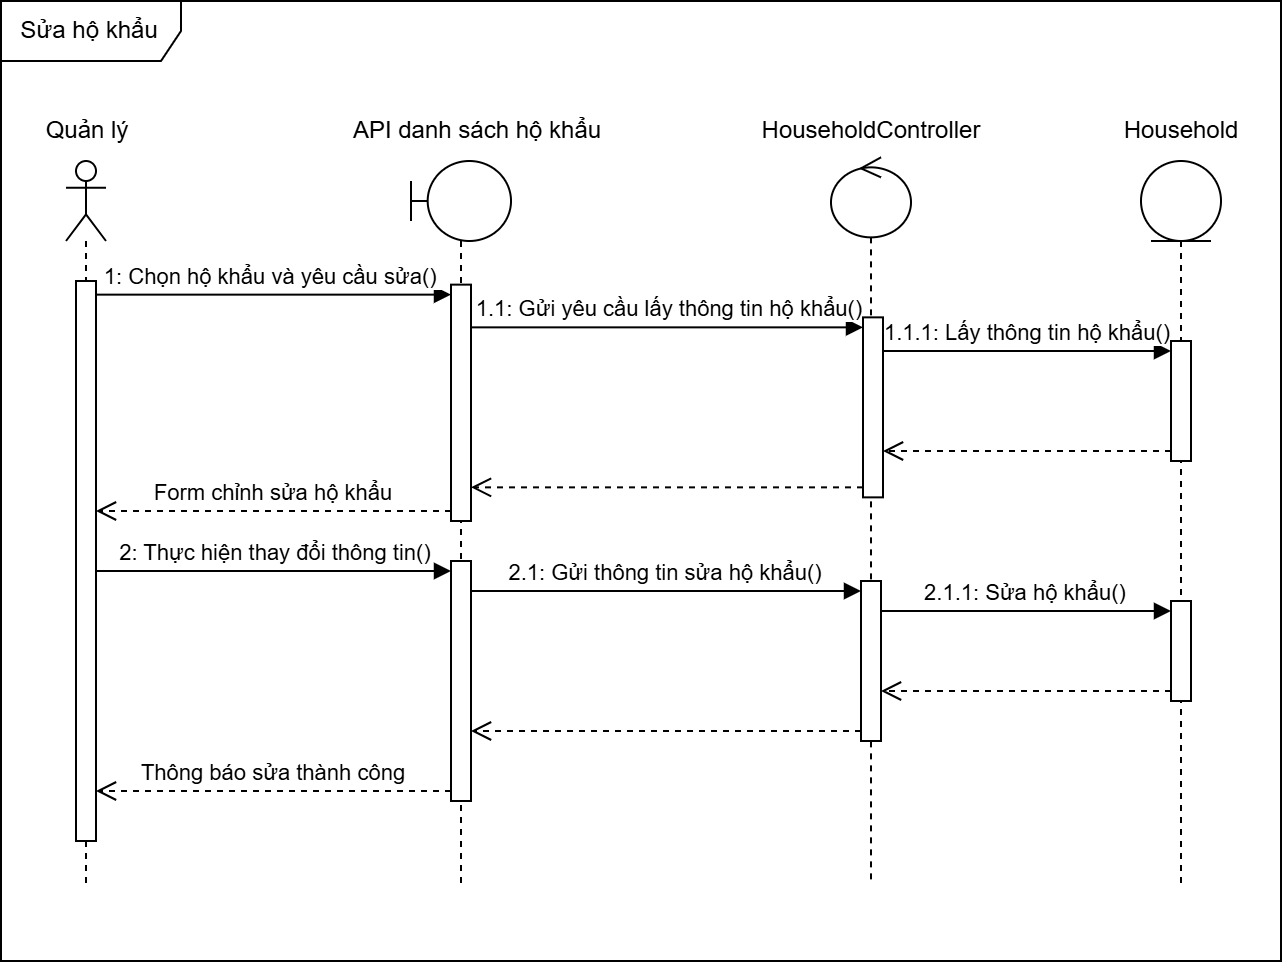 Sửa hộ khẩu
Quản lý
API danh sách hộ khẩu
HouseholdController
Household
1: Chọn hộ khẩu và yêu cầu sửa()
1.1: Gửi yêu cầu lấy thông tin hộ khẩu()
1.1.1: Lấy thông tin hộ khẩu()
Form chỉnh sửa hộ khẩu
2: Thực hiện thay đổi thông tin()
2.1: Gửi thông tin sửa hộ khẩu()
2.1.1: Sửa hộ khẩu()
Thông báo sửa thành công